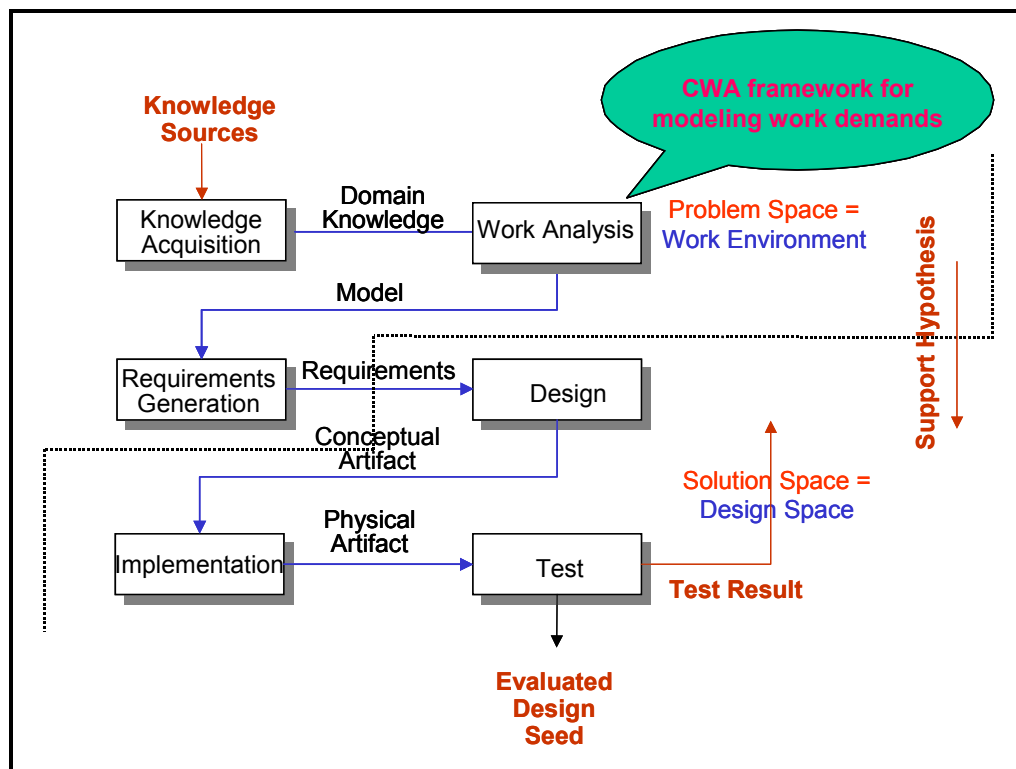 CWA framework for
modeling work demands
Knowledge
Sources
Domain
Knowledge
Knowledge
Acquisition
Work Analysis
Problem Space =
Work Environment
Model
Support Hypothesis
Requirements
Generation
Requirements
Design
Conceptual
Artifact
Solution Space =
Design Space
Physical
Artifact
Implementation
Test
Test Result
Evaluated
Design
Seed